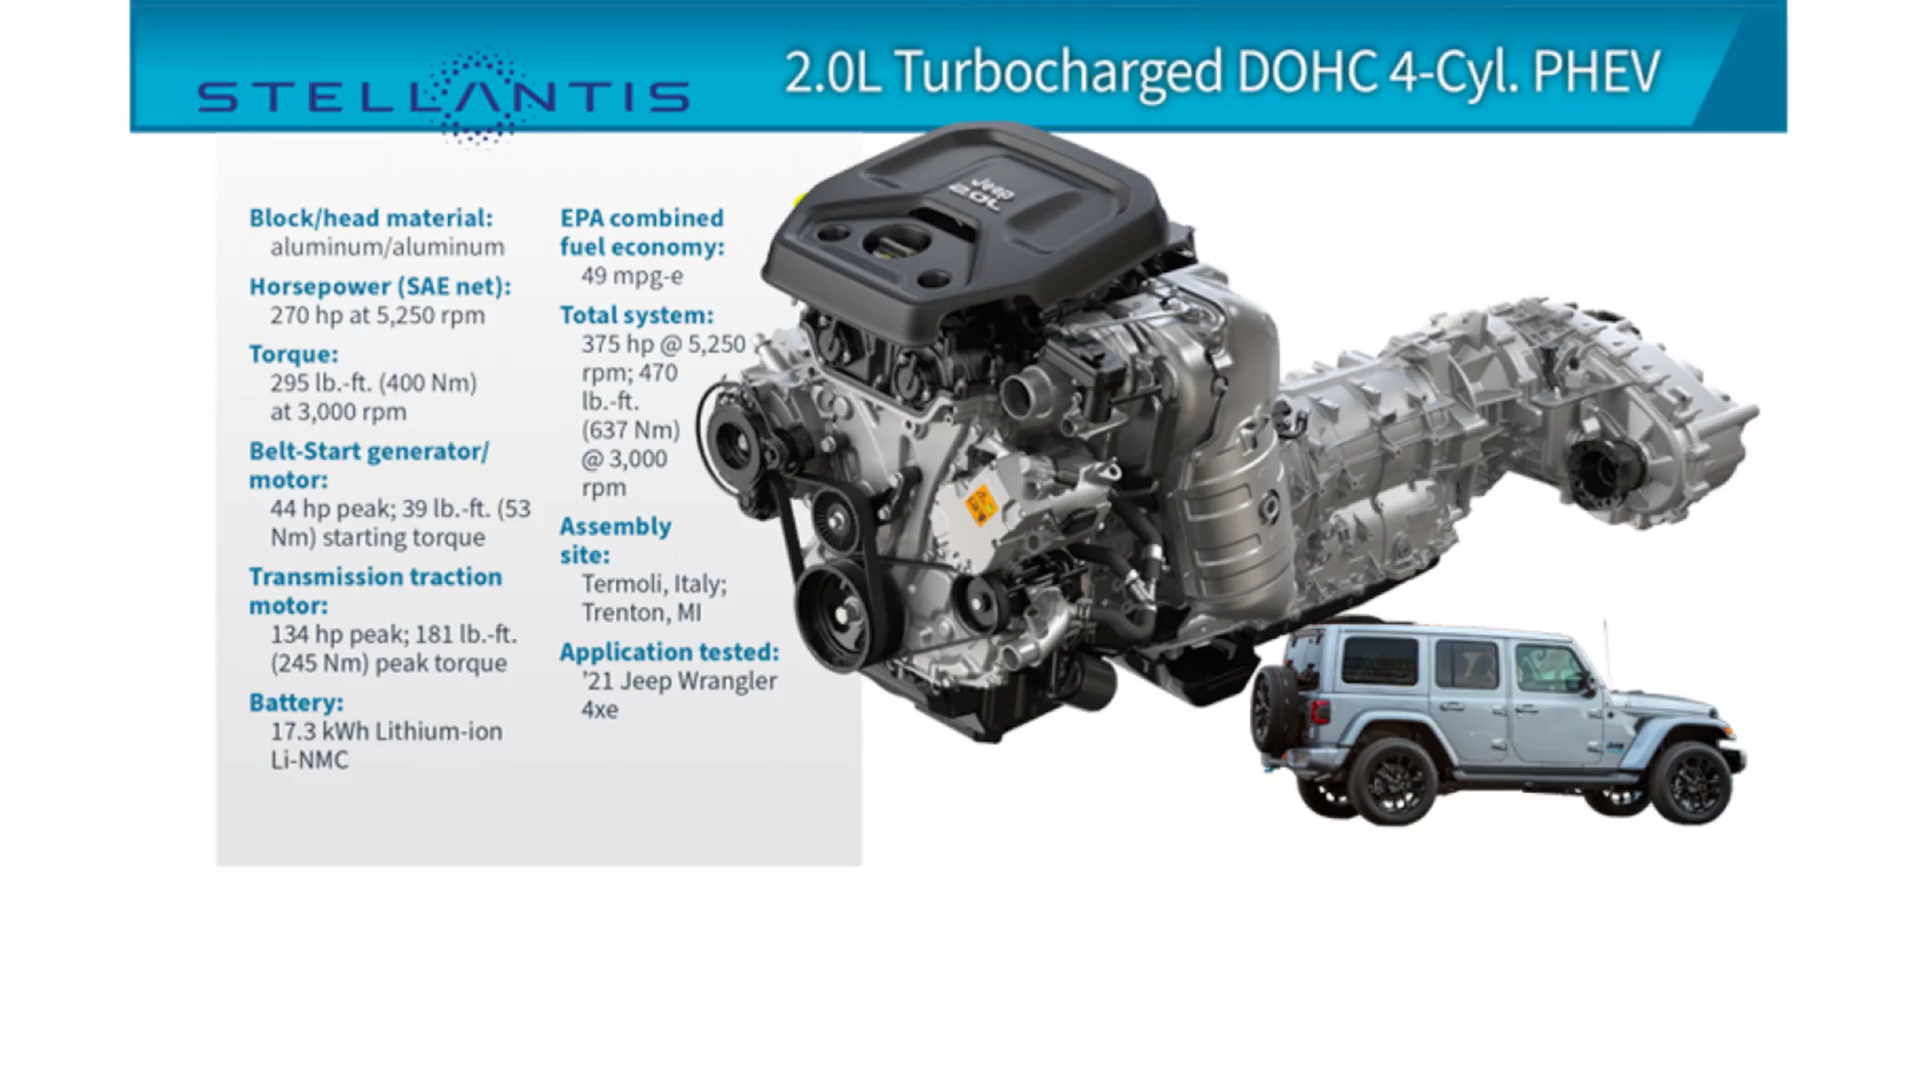 STELLANTIS
2.0L Turbocharged DOHC 4-Cyl. PHEV
Block/head material:
aluminum/aluminum
Horsepower (SAE net):
270 hp at 5,250 rpm
Torque:
295 lb.-ft. (400 Nm)
at 3,000 rpm
Belt-Start generator/
motor:
44 hp peak; 39 lb.-ft. (53
Nm) starting torque
Transmission traction
motor:
134 hp peak; 181 lb.-ft.
(245 Nm) peak torque
Battery:
17.3 kWh Lithium-ion
Li-NMC
EPA combined
fuel economy:
49 mpg-e
Total system:
375 hp @ 5,250
rpm; 470
lb.-ft.
(637 Nm)
@ 3,000
rpm
Assembly
site:
Termoli, Italy;
Trenton, MI
Application tested:
’21 Jeep Wrangler
4xe
Jeep
2.0L